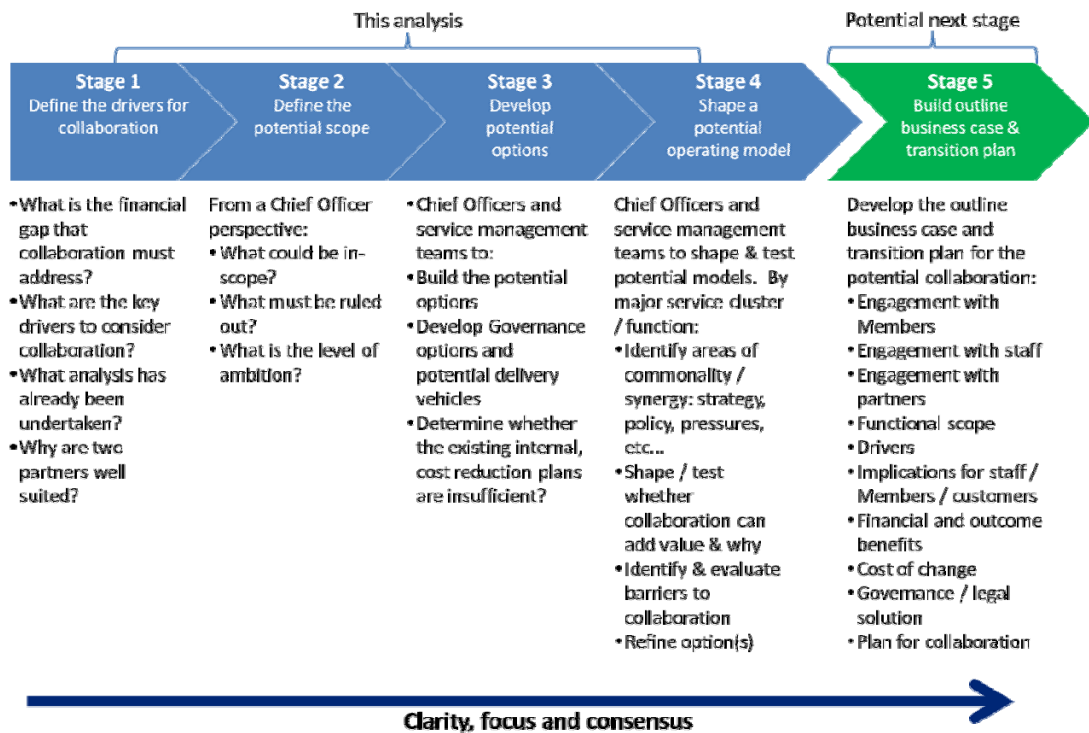 This analysis
Potential next stage
Stage 1
Define the drivers for
collaboration
Stage 2
Define the
potential scope
Stage 3
Develop
potential
options
Stage 4
Shape a
potential
operating model
Stage 5
Build outline
business case &
transition plan
•What is the financial
gap that
collaboration must
address?
•What are the key
drivers to consider
collaboration?
•What analysis has
already been
undertaken?
•Why are two
partners well
suited?
From a Chief Officer
perspective:
•What could be in-
scope?
•What must be ruled
out?
•What is the level of
ambition?
•Chief Officers and
service management
teams to:
•Build the potential
options
•Develop Governance
options and
potential delivery
vehicles
•Determine whether
the existing internal,
cost reduction plans
are insufficient?
Chief Officers and
service management
teams to shape & test
potential models. By
major service cluster
/ function:
•Identify areas of
commonality /
synergy: strategy,
policy, pressures,
etc...
•Shape / test
whether
collaboration can
add value & why
•Identify & evaluate
barriers to
collaboration
•Refine option(s)
Develop the outline
business case and
transition plan for the
potential collaboration:
•Engagement with
Members
•Engagement with staff
•Engagement with
partners
•Functional scope
•Drivers
•Implications for staff /
Members / customers
•Financial and outcome
benefits
•Cost of change
•Governance / legal
solution
•Plan for collaboration
Clarity, focus and consensus